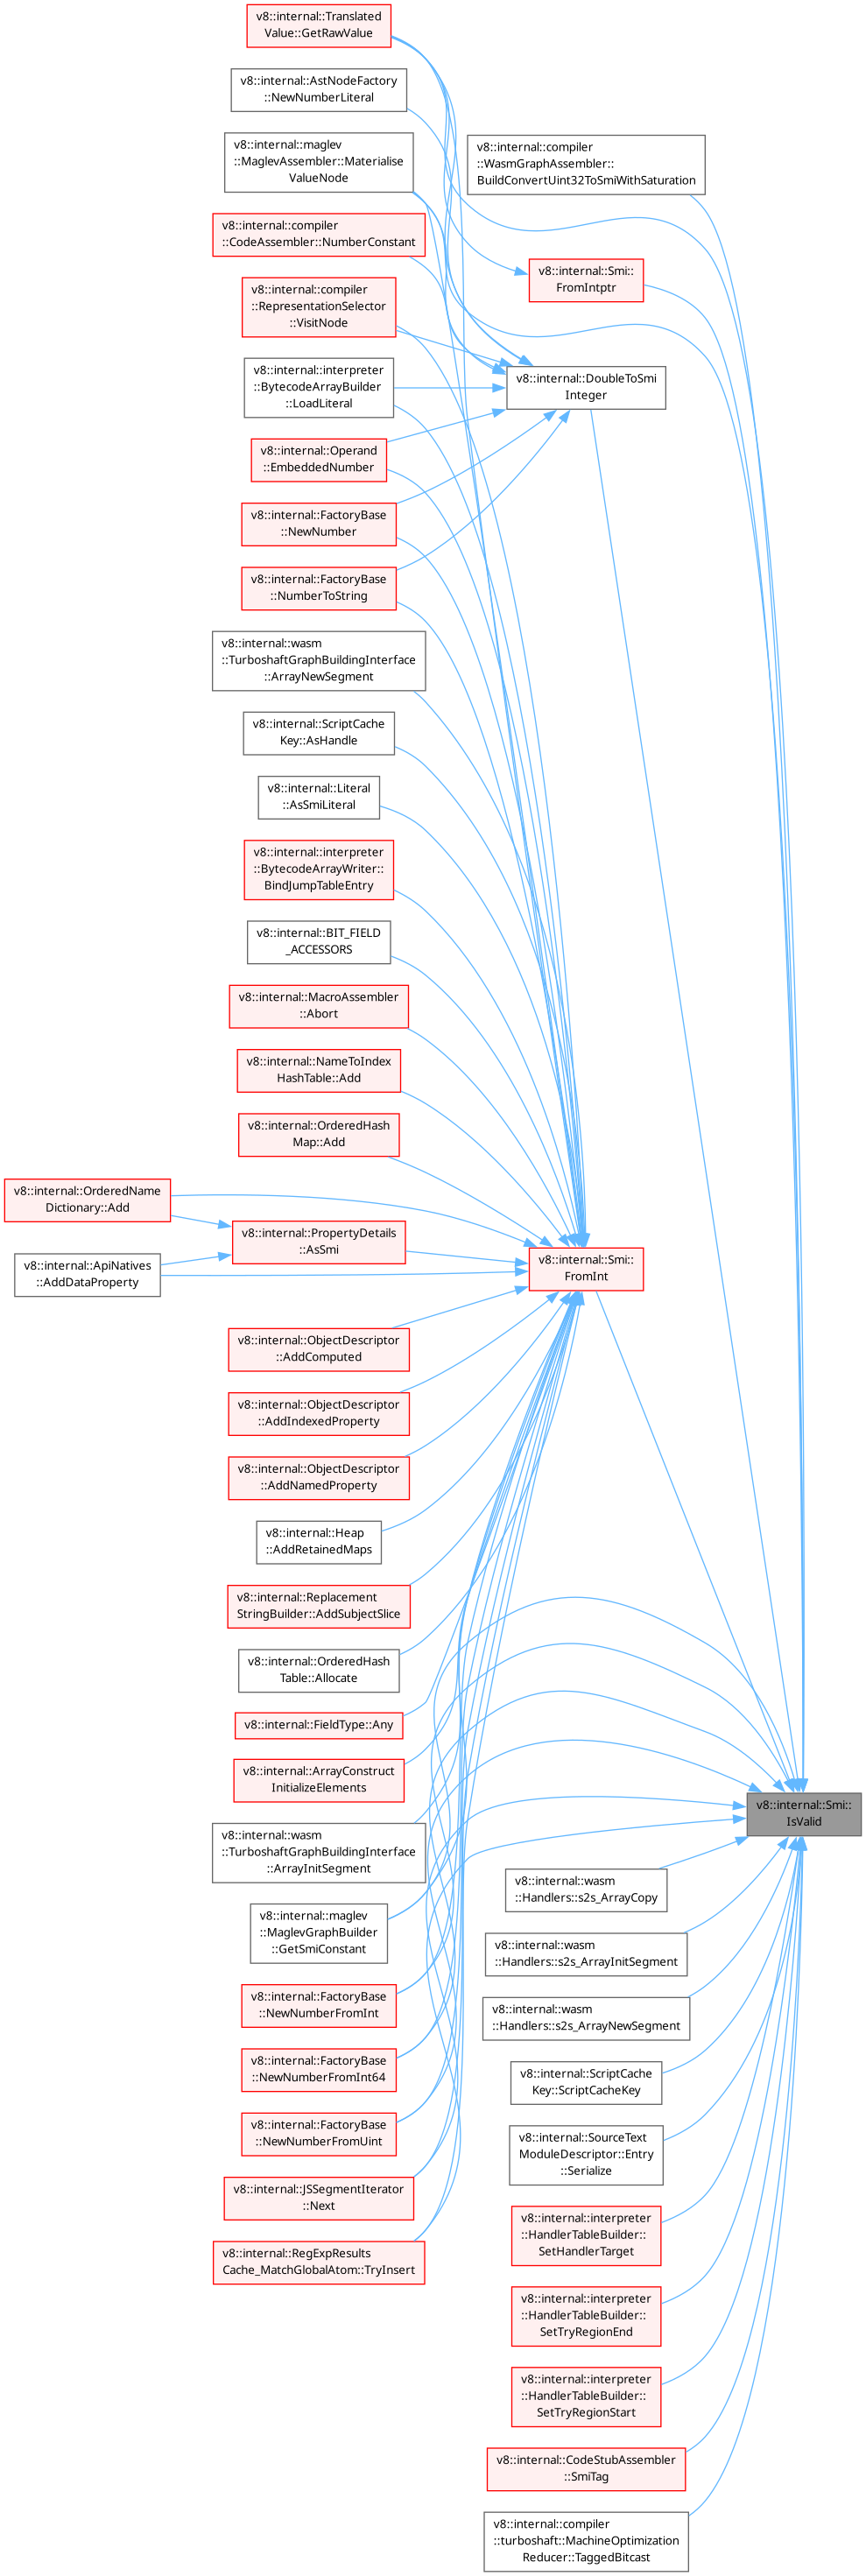 v8::internal::Translated
Value::GetRawValue
v8::internal::AstNodeFactory
::NewNumberLiteral
v8::internal::maglev
::MaglevAssembler::Materialise
ValueNode
v8::internal::compiler
::WasmGraphAssembler::
BuildConvertUint32ToSmiWithSaturation
v8::internal::compiler
::CodeAssembler::NumberConstant
v8::internal::Smi::
FromIntptr
v8::internal::compiler
::RepresentationSelector
::VisitNode
v8::internal::DoubleToSmi
Integer
v8::internal::interpreter
::BytecodeArrayBuilder
::LoadLiteral
v8::internal::Operand
::EmbeddedNumber
v8::internal::FactoryBase
::NewNumber
v8::internal::FactoryBase
::NumberToString
v8::internal::wasm
::TurboshaftGraphBuildingInterface
::ArrayNewSegment
v8::internal::ScriptCache
Key::AsHandle
v8::internal::Literal
::AsSmiLiteral
v8::internal::interpreter
::BytecodeArrayWriter::
BindJumpTableEntry
v8::internal::BIT_FIELD
_ACCESSORS
v8::internal::MacroAssembler
::Abort
v8::internal::NameToIndex
HashTable::Add
v8::internal::OrderedHash
Map::Add
v8::internal::OrderedName
Dictionary::Add
v8::internal::PropertyDetails
::AsSmi
v8::internal::ApiNatives
::AddDataProperty
v8::internal::Smi::
FromInt
v8::internal::ObjectDescriptor
::AddComputed
v8::internal::ObjectDescriptor
::AddIndexedProperty
v8::internal::ObjectDescriptor
::AddNamedProperty
v8::internal::Heap
::AddRetainedMaps
v8::internal::Replacement
StringBuilder::AddSubjectSlice
v8::internal::OrderedHash
Table::Allocate
v8::internal::FieldType::Any
v8::internal::ArrayConstruct
InitializeElements
v8::internal::Smi::
IsValid
v8::internal::wasm
::TurboshaftGraphBuildingInterface
::ArrayInitSegment
v8::internal::wasm
::Handlers::s2s_ArrayCopy
v8::internal::maglev
::MaglevGraphBuilder
::GetSmiConstant
v8::internal::wasm
::Handlers::s2s_ArrayInitSegment
v8::internal::FactoryBase
::NewNumberFromInt
v8::internal::wasm
::Handlers::s2s_ArrayNewSegment
v8::internal::FactoryBase
::NewNumberFromInt64
v8::internal::ScriptCache
Key::ScriptCacheKey
v8::internal::FactoryBase
::NewNumberFromUint
v8::internal::SourceText
ModuleDescriptor::Entry
::Serialize
v8::internal::JSSegmentIterator
::Next
v8::internal::interpreter
::HandlerTableBuilder::
SetHandlerTarget
v8::internal::RegExpResults
Cache_MatchGlobalAtom::TryInsert
v8::internal::interpreter
::HandlerTableBuilder::
SetTryRegionEnd
v8::internal::interpreter
::HandlerTableBuilder::
SetTryRegionStart
v8::internal::CodeStubAssembler
::SmiTag
v8::internal::compiler
::turboshaft::MachineOptimization
Reducer::TaggedBitcast